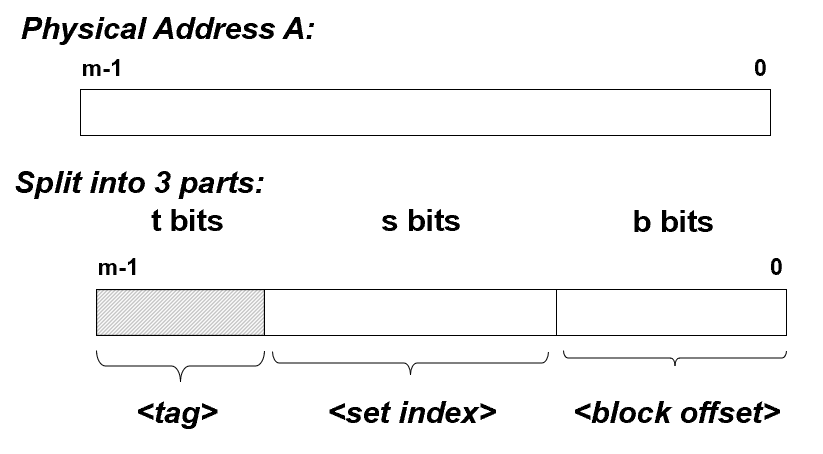 Physical Address A:
m-1 0
Split into 3 parts:
t bits s bits b bits
m-1 0
<tag> <set index> <block offset>